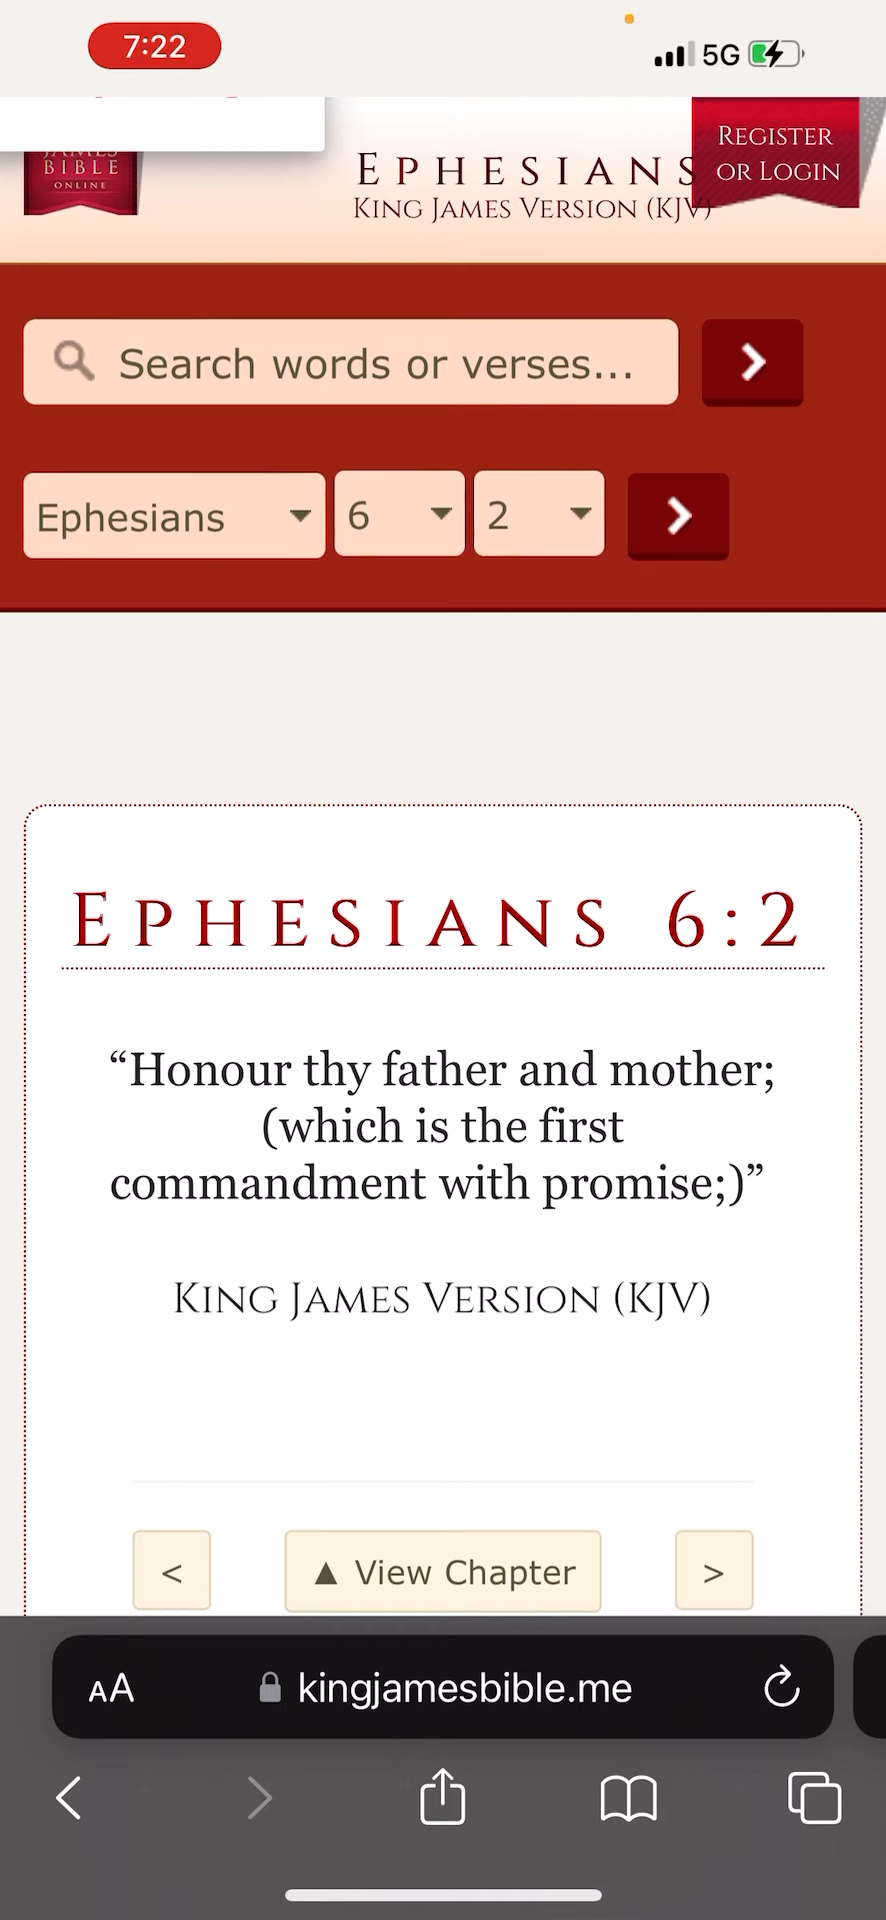 7:22
5G
JAMES
BIBLE
ONLINE
EPHESIANS
KING JAMES VERSION (KJV)
REGISTER
OR LOGIN
Search words or verses...
Ephesians 6 2
EPHESIANS 6:2
“Honour thy father and mother;
(which is the first
commandment with promise;)”
KING JAMES VERSION (KJV)
< ▲ View Chapter >
AA kingjamesbible.me